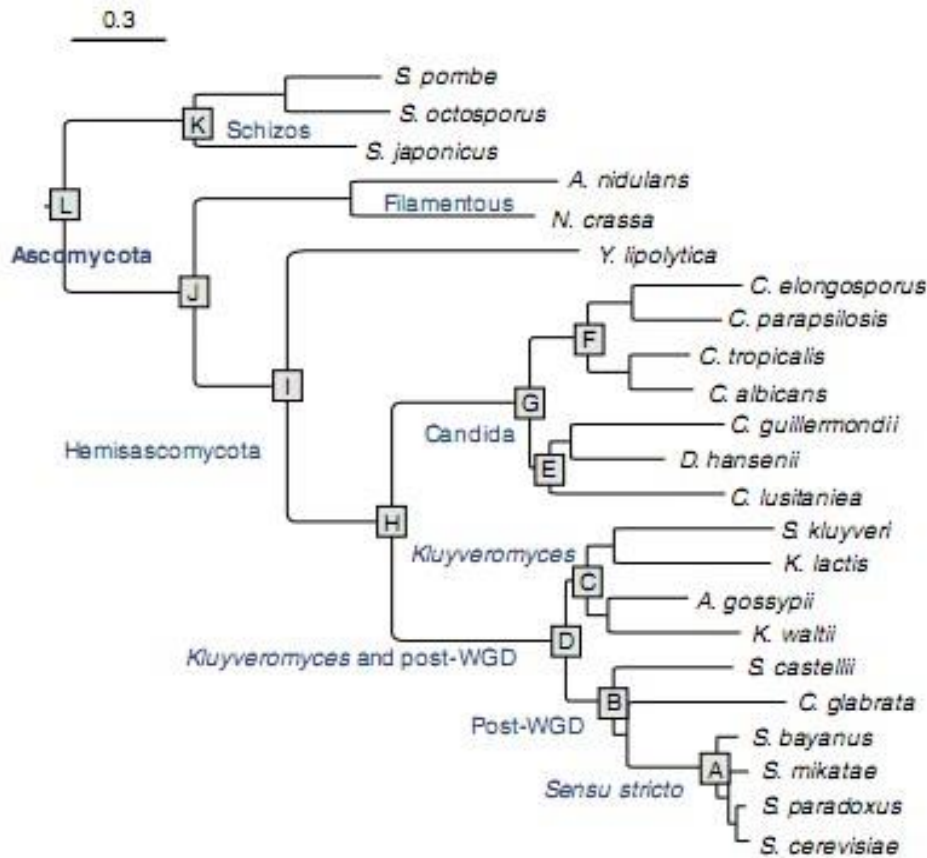 0.3
S. pombe
S. octosporus
K
Schizos
S. japonicus
A. nidulans
L
Filamentous
N. crassa
Ascomycota
Y. lipolytica
J
C. elongosporus
C. parapsilosis
F
C. tropicalis
I
C. albicans
G
C. guillermondii
Candida
Hemisascomycota
D. hansenii
E
C. lusitaniea
H
S. kluyveri
Kluyveromyces
K. lactis
C
A. gossypii
K. waltii
D
Kluyveromyces and post-WGD
S. castellii
B
C. glabrata
Post-WGD
S. bayanus
A
S. mikatae
Sensu stricto
S. paradoxus
S. cerevisiae